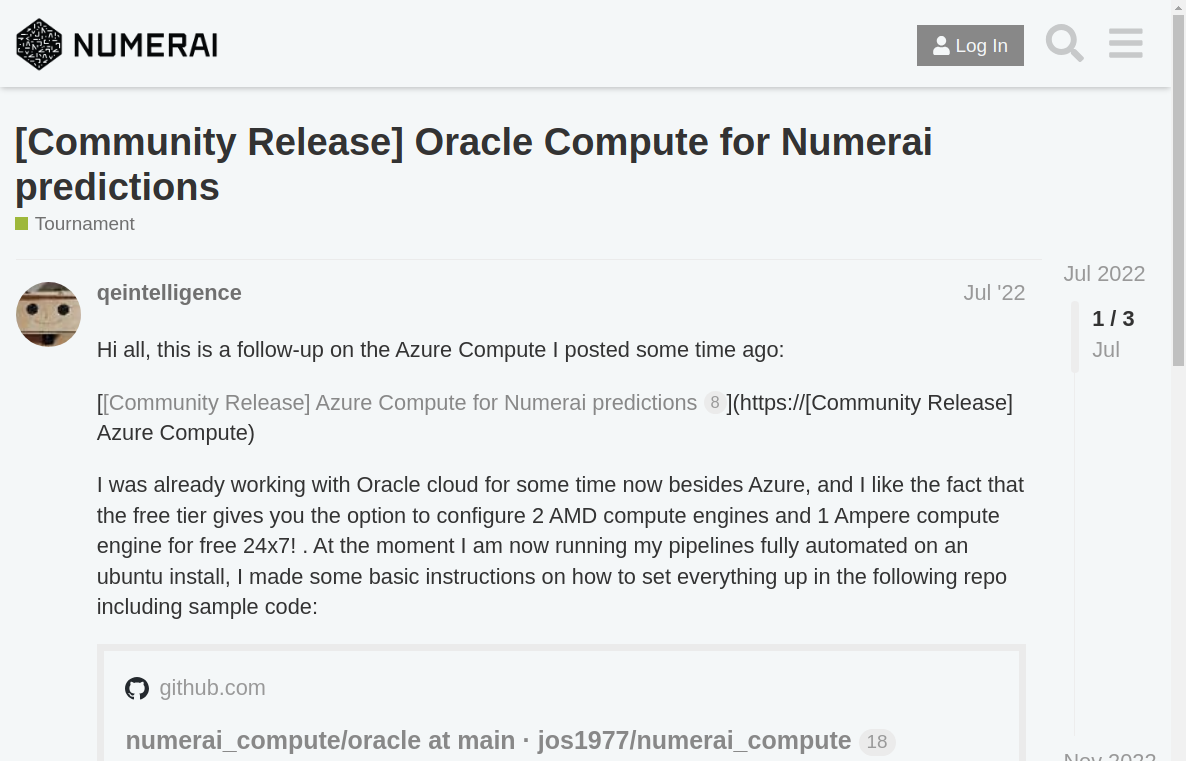 NUMERAI
Log In
[Community Release] Oracle Compute for Numerai
predictions
Tournament
Jul 2022
qeintelligence
Jul '22
1 / 3
Jul
Hi all, this is a follow-up on the Azure Compute I posted some time ago:
[[Community Release] Azure Compute for Numerai predictions 8](https://[Community Release]
Azure Compute)
I was already working with Oracle cloud for some time now besides Azure, and I like the fact that
the free tier gives you the option to configure 2 AMD compute engines and 1 Ampere compute
engine for free 24x7! . At the moment I am now running my pipelines fully automated on an
ubuntu install, I made some basic instructions on how to set everything up in the following repo
including sample code:
github.com
numerai_compute/oracle at main · jos1977/numerai_compute 18
Nov 2022